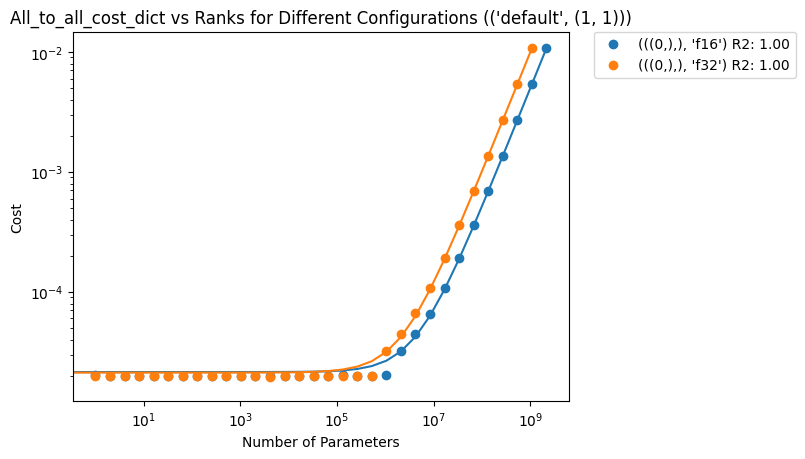 All_to_all_cost_dict vs Ranks for Different Configurations (('default', (1, 1)))
(((0,),), 'f16') R2: 1.00
(((0,),), 'f32') R2: 1.00
Cost
10⁻²
10⁻³
10⁻⁴
10¹
10³
10⁵
10⁷
10⁹
Number of Parameters